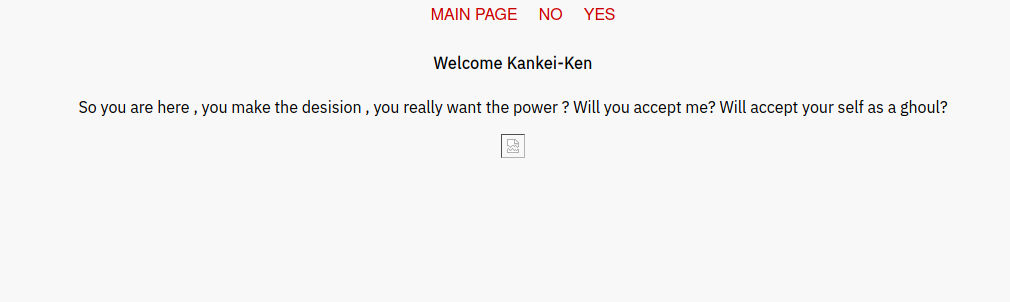 MAIN PAGE NO YES
Welcome Kankei-Ken
So you are here , you make the desision , you really want the power ? Will you accept me? Will accept your self as a ghoul?